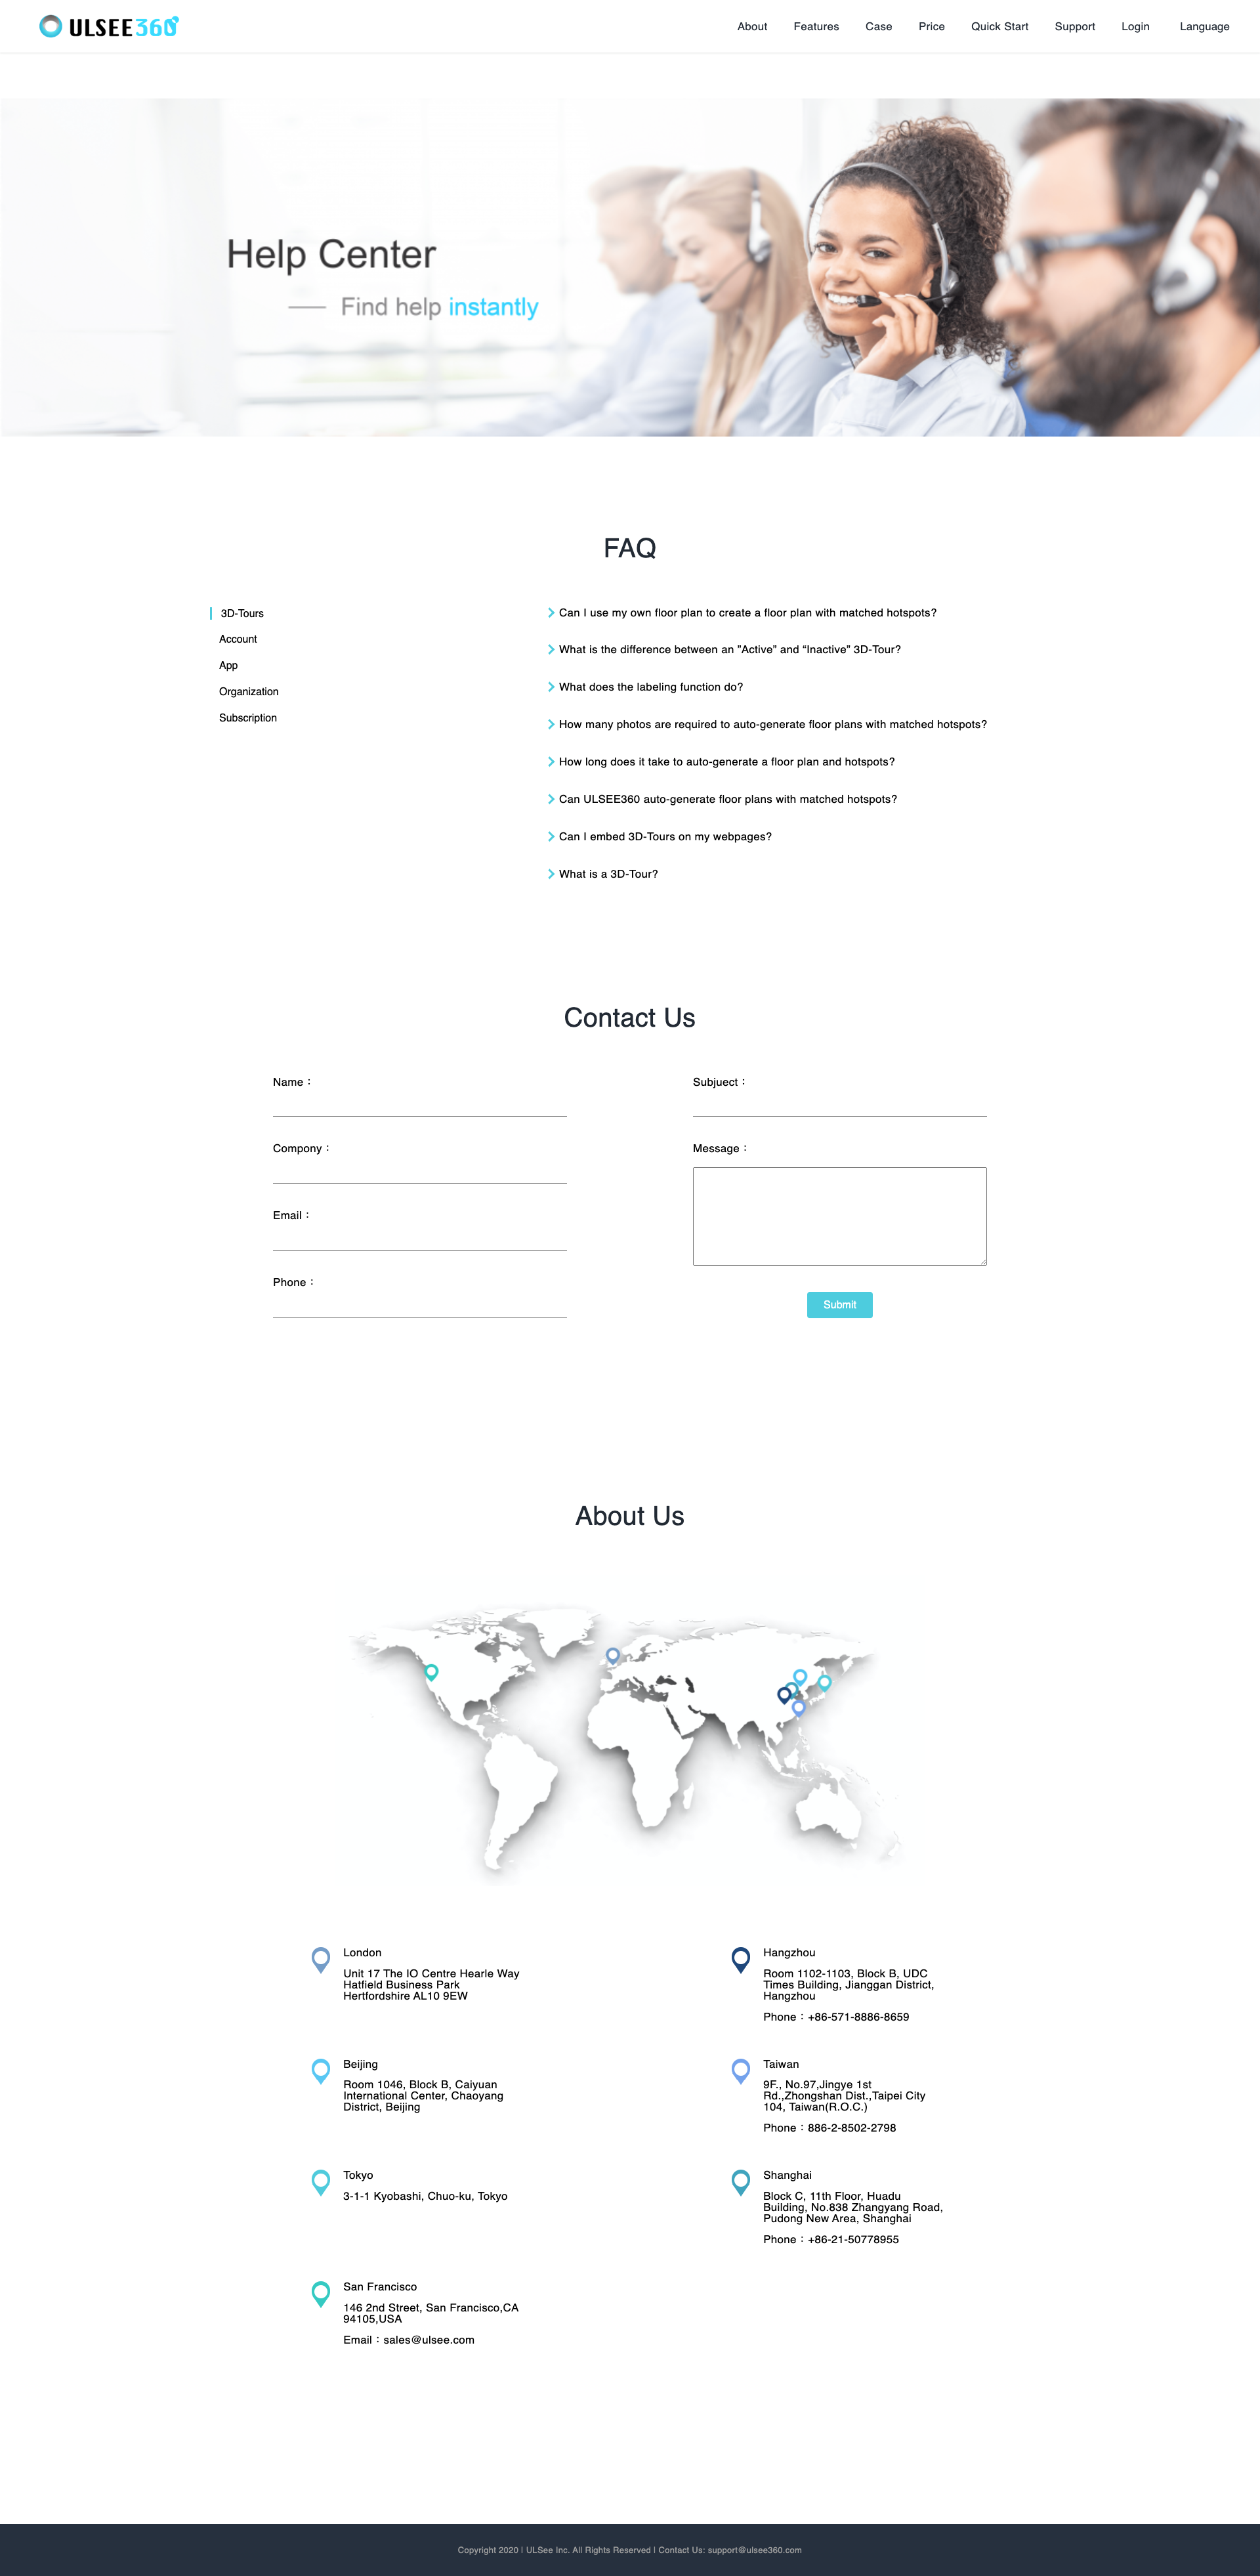 ULSEE360
About Features Case Price Quick Start Support Login Language
Help Center
Find help instantly
FAQ
3D-Tours
Account
App
Organization
Subscription
Can I use my own floor plan to create a floor plan with matched hotspots?
What is the difference between an "Active” and “Inactive” 3D-Tour?
What does the labeling function do?
How many photos are required to auto-generate floor plans with matched hotspots?
How long does it take to auto-generate a floor plan and hotspots?
Can ULSEE360 auto-generate floor plans with matched hotspots?
Can I embed 3D-Tours on my webpages?
What is a 3D-Tour?
Contact Us
Name：
Compony：
Email：
Phone：
Subjuect：
Message：
Submit
About Us
London
Unit 17 The IO Centre Hearle Way
Hatfield Business Park
Hertfordshire AL10 9EW
Hangzhou
Room 1102-1103, Block B, UDC
Times Building, Jianggan District,
Hangzhou
Phone：+86-571-8886-8659
Beijing
Room 1046, Block B, Caiyuan
International Center, Chaoyang
District, Beijing
Taiwan
9F., No.97,Jingye 1st
Rd.,Zhongshan Dist.,Taipei City
104, Taiwan(R.O.C.)
Phone：886-2-8502-2798
Tokyo
3-1-1 Kyobashi, Chuo-ku, Tokyo
Shanghai
Block C, 11th Floor, Huadu
Building, No.838 Zhangyang Road,
Pudong New Area, Shanghai
Phone：+86-21-50778955
San Francisco
146 2nd Street, San Francisco,CA
94105,USA
Email：sales@ulsee.com
Copyright 2020 | ULSee Inc. All Rights Reserved | Contact Us: support@ulsee360.com